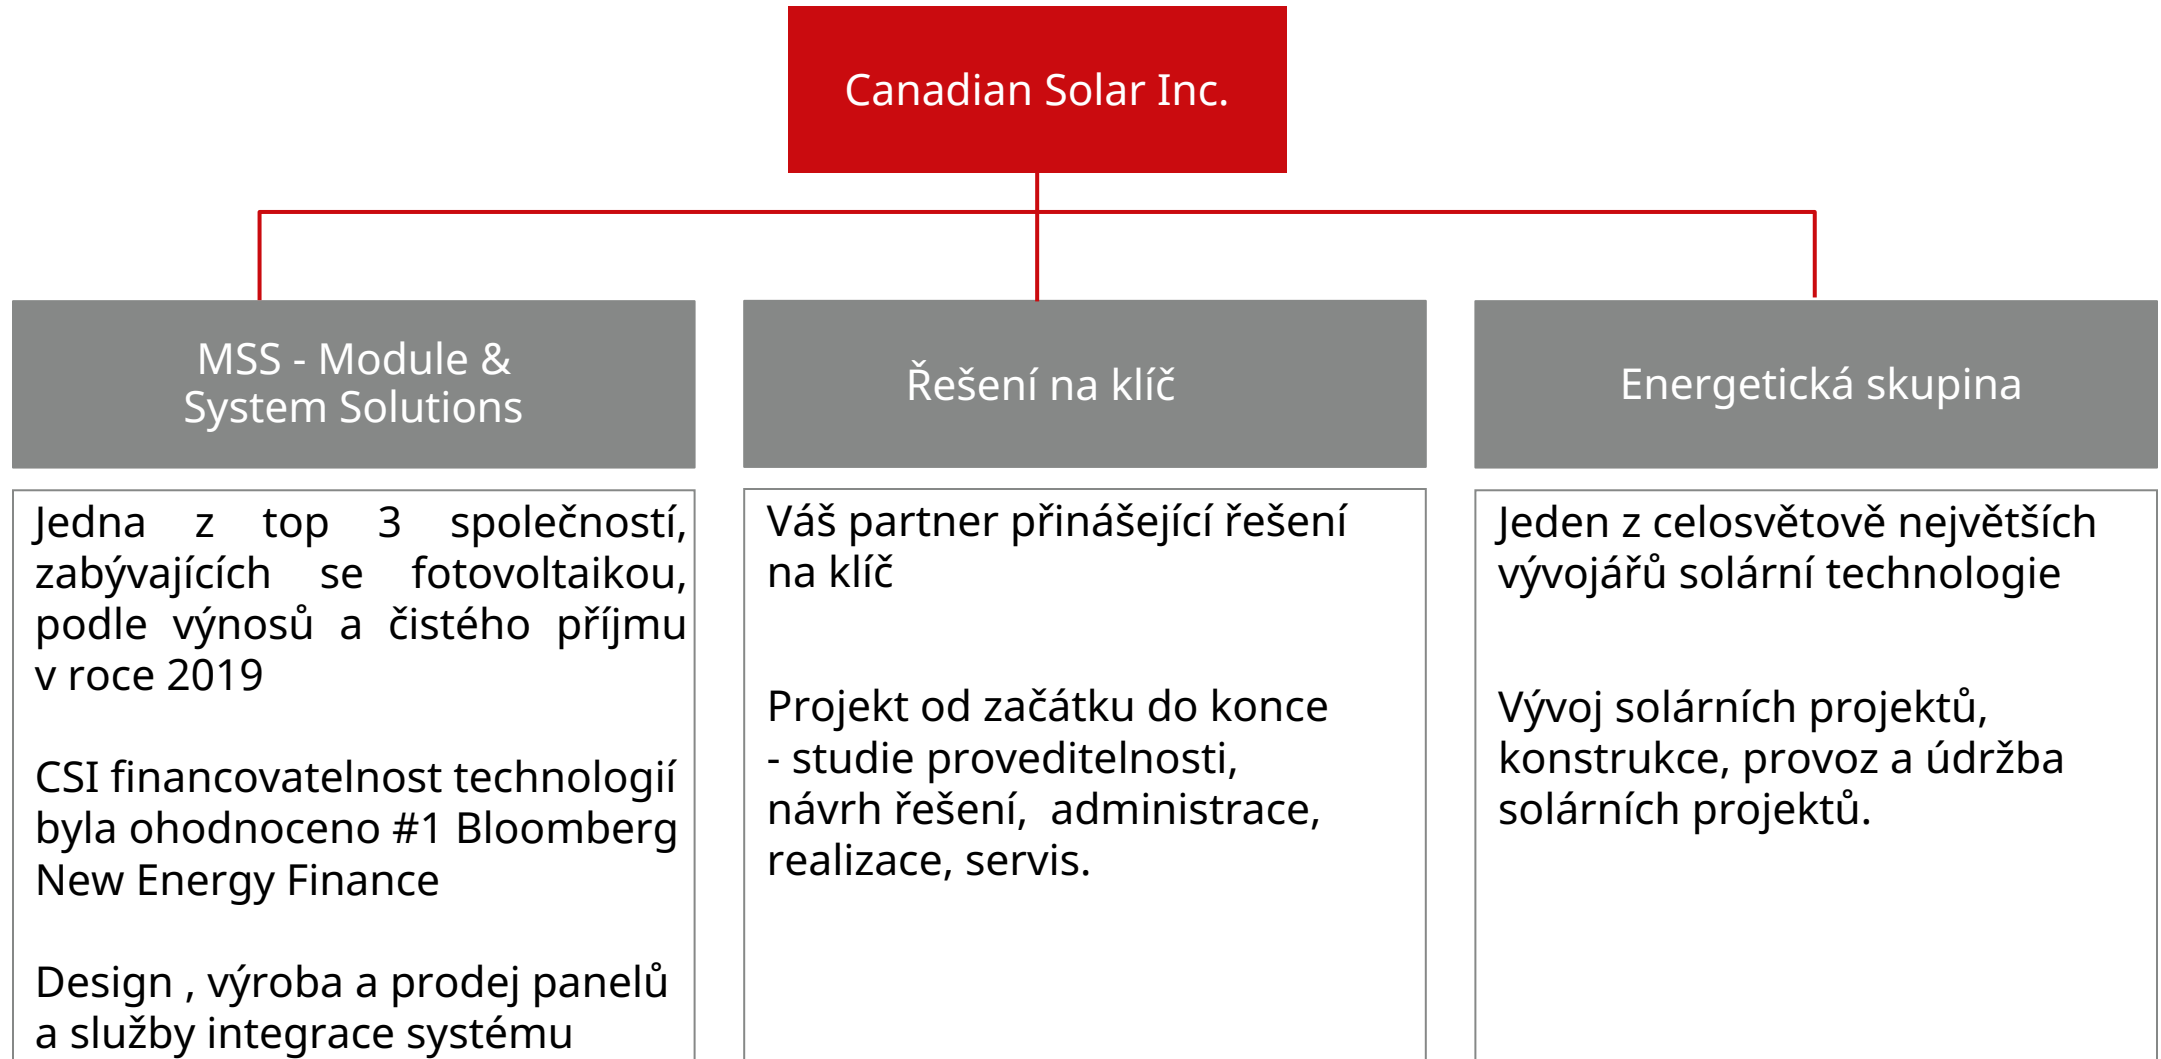 Canadian Solar Inc.
MSS - Module &
System Solutions
Jedna z top 3 společností,
zabývajících se fotovoltaikou,
podle výnosů a čistého příjmu
v roce 2019
CSI financovatelnost technologií
byla ohodnoceno #1 Bloomberg
New Energy Finance
Design , výroba a prodej panelů
a služby integrace systému
Řešení na klíč
Váš partner přinášející řešení
na klíč
Projekt od začátku do konce
- studie proveditelnosti,
návrh řešení,  administrace,
realizace, servis.
Energetická skupina
Jeden z celosvětově největších
vývojářů solární technologie
Vývoj solárních projektů,
konstrukce, provoz a údržba
solárních projektů.